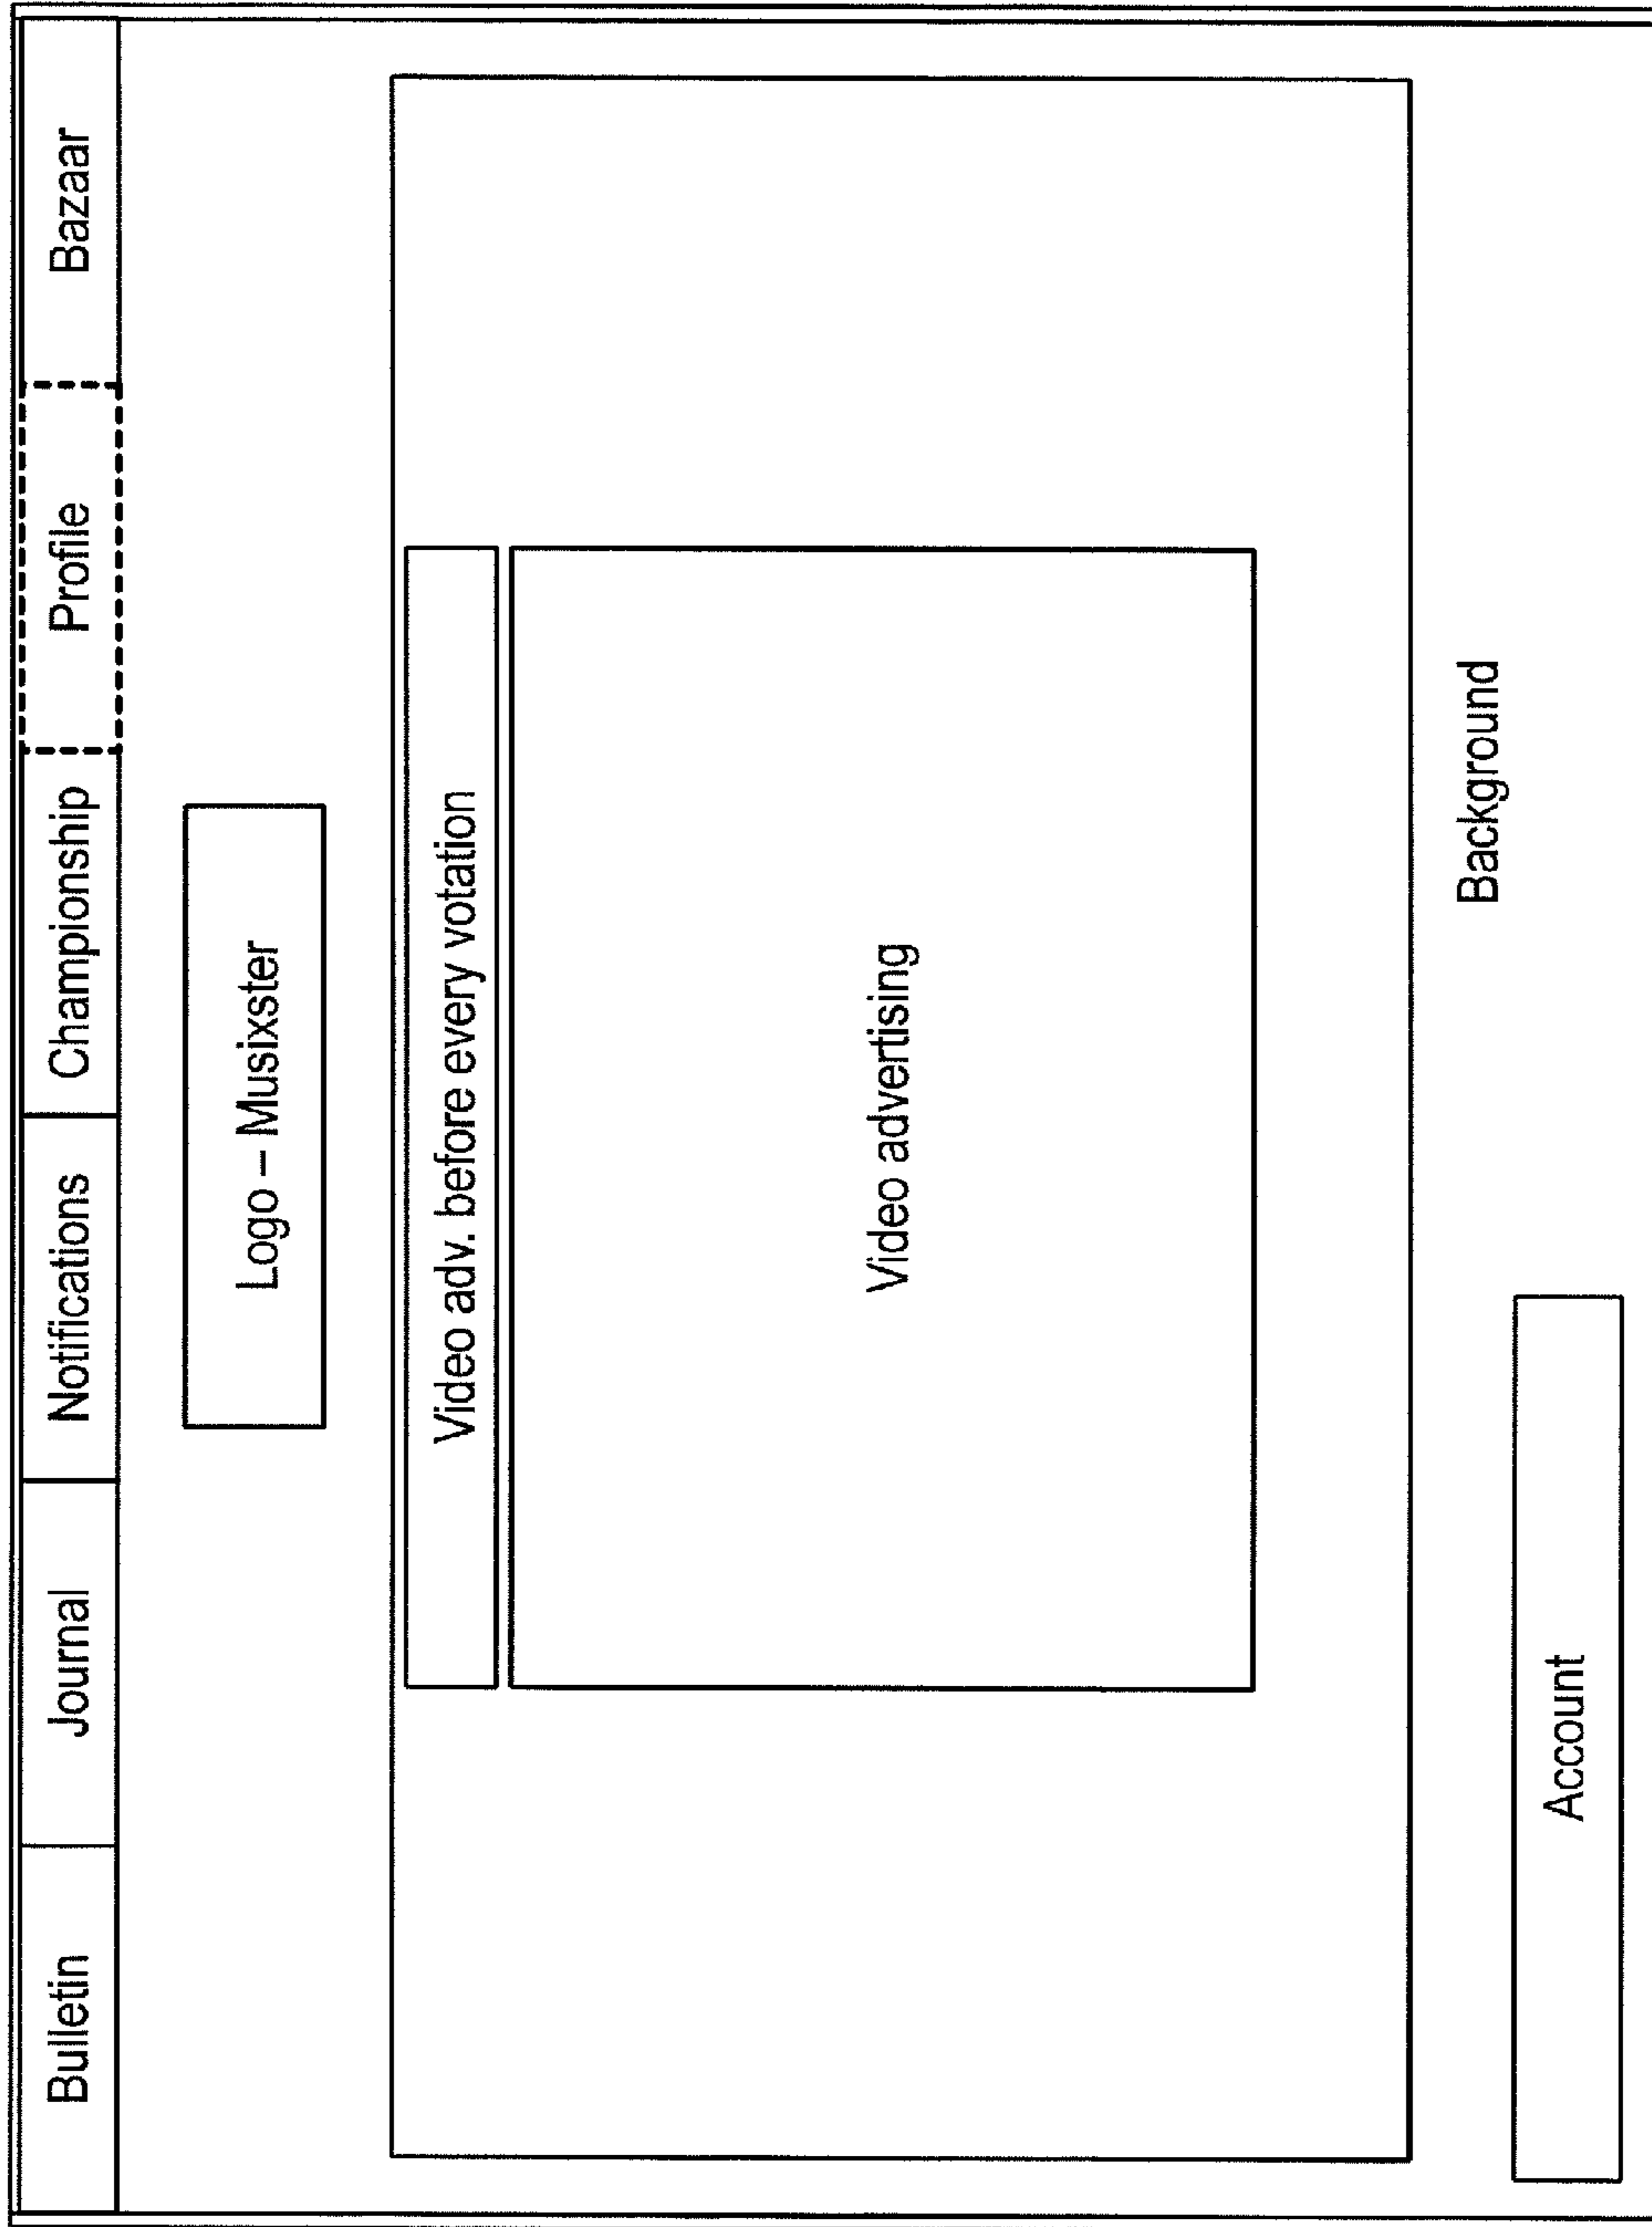 Bulletin
Journal
Notifications
Championship
Profile
Bazaar
Logo – Musixster
Video adv. before every votation
Video advertising
Background
Account